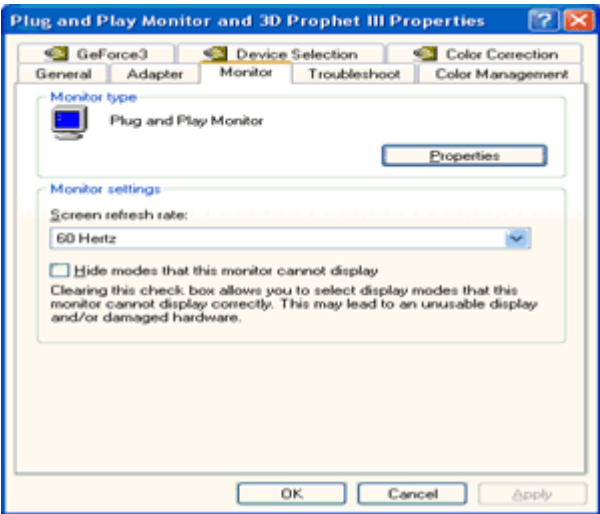 Plug and Play Monitor and 3D Prophet III Properties
GeForce3 Device Selection Color Correction
General Adapter Monitor Troubleshoot Color Management
Monitor type
Plug and Play Monitor
Properties
Monitor settings
Screen refresh rate:
60 Hertz
Hide modes that this monitor cannot display
Clearing this check box allows you to select display modes that this
monitor cannot display correctly. This may lead to an unusable display
and/or damaged hardware.
OK Cancel Apply